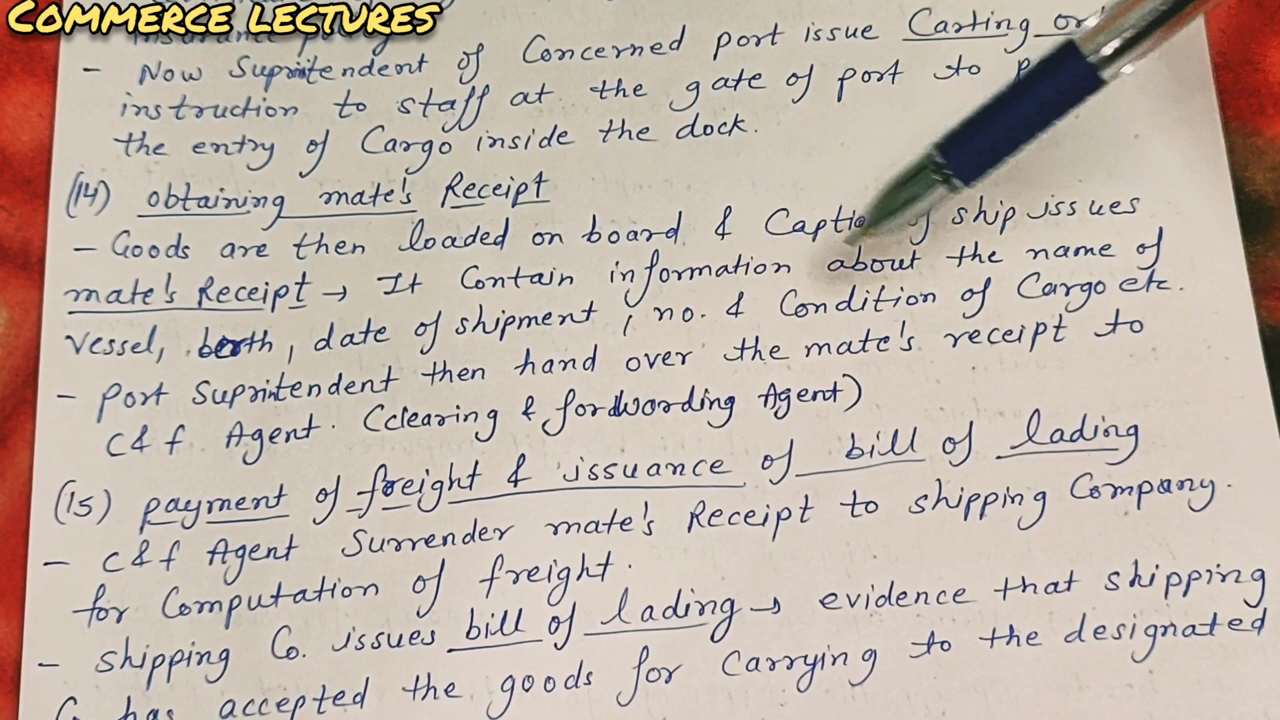 COMMERCE LECTURES
insurance policy
- Now Supritendent of Concerned port issue Carting or
instruction to staff at the gate of port to P
the entry of Cargo inside the dock.
(14) obtaining mate's Receipt
- Goods are then loaded on board & Captio of ship issues
mate's Receipt → It Contain information about the name of
Vessel, berth, date of shipment, no. & Condition of Cargo etc.
- port Supritendent then hand over the mate's receipt to
C & f. Agent. (clearing & fordwording Agent)
(15) payment of freight & issuance of bill of lading
- C & f Agent Surrender mate's Receipt to shipping Company.
for Computation of freight.
- shipping Co. issues bill of lading → evidence that shipping
has accepted the goods for Carrying to the designated